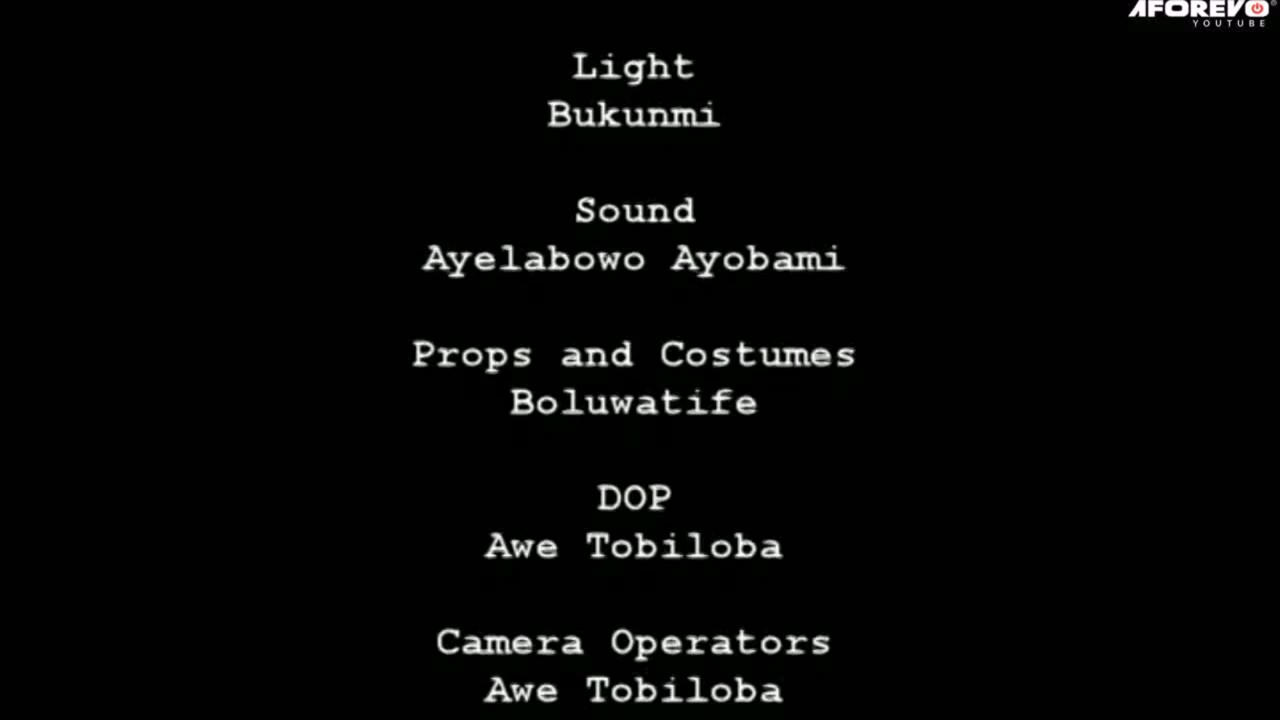 AFOREVO
YOUTUBE
Light
Bukunmi
Sound
Ayelabowo Ayobami
Props and Costumes
Boluwatife
DOP
Awe Tobiloba
Camera Operators
Awe Tobiloba